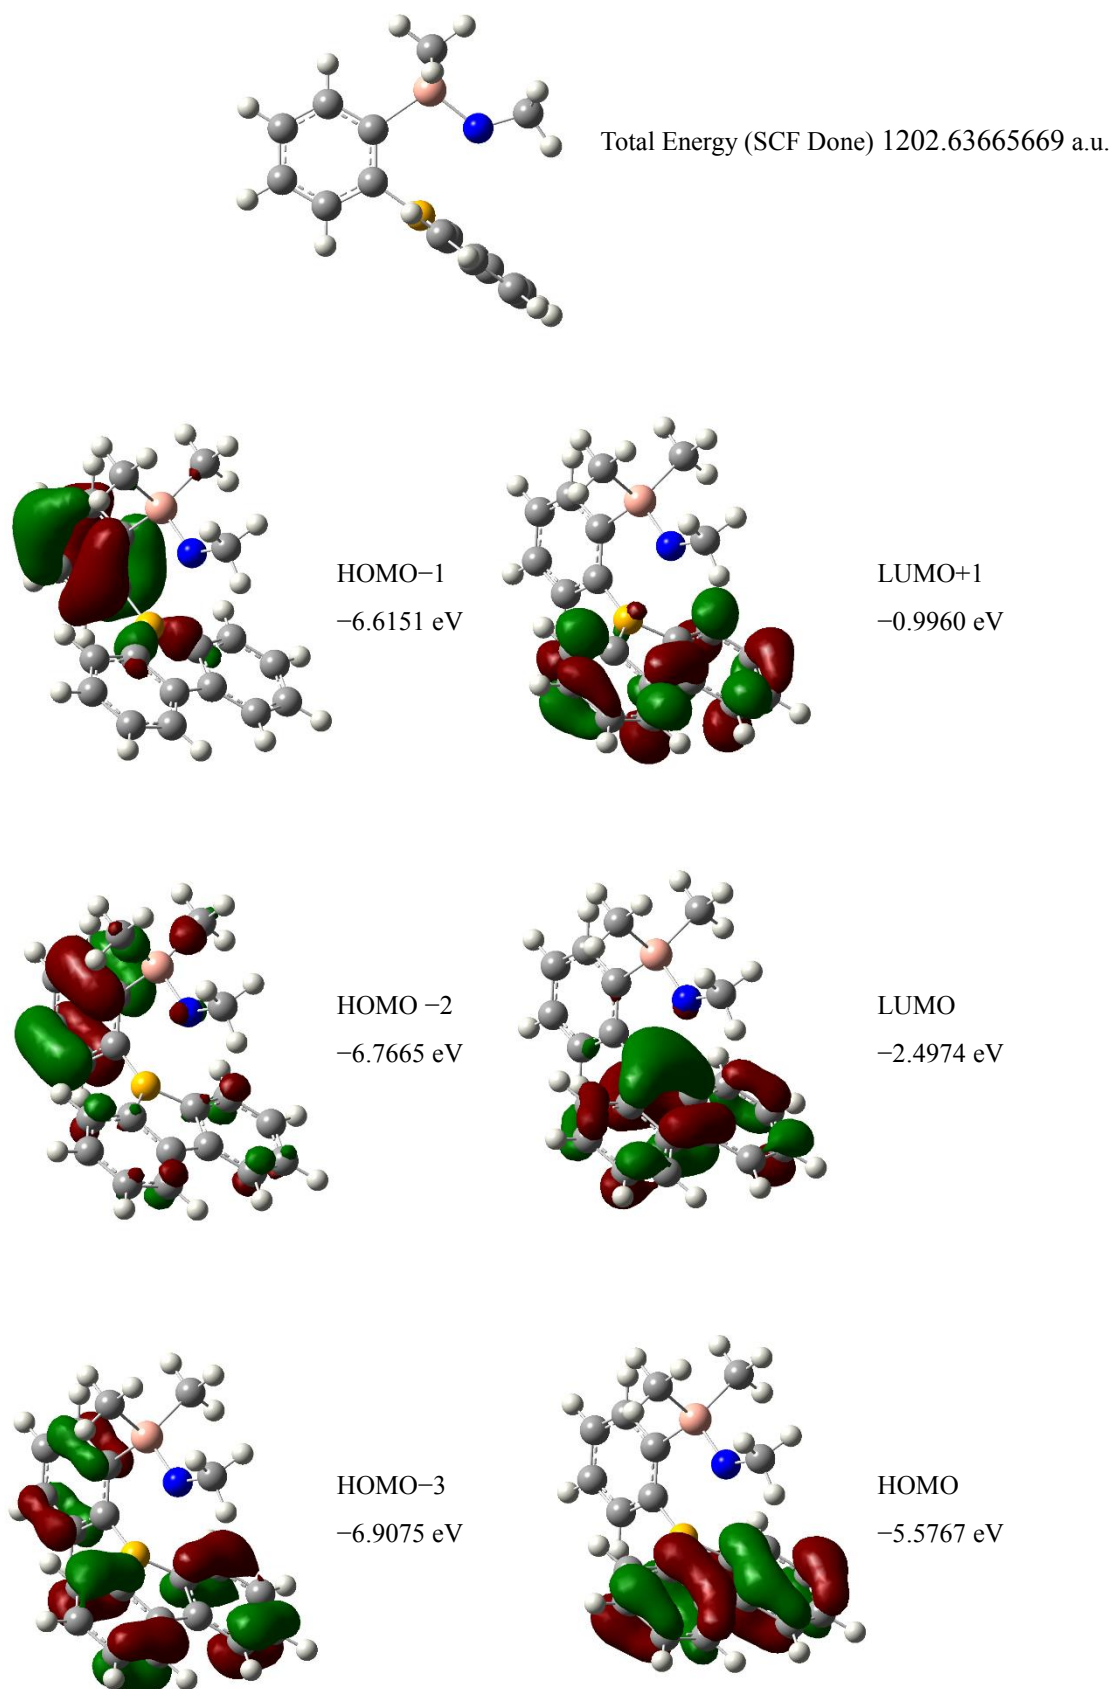 Total Energy (SCF Done) 1202.63665669 a.u.
HOMO−1
−6.6151 eV
LUMO+1
−0.9960 eV
HOMO −2
−6.7665 eV
LUMO
−2.4974 eV
HOMO−3
−6.9075 eV
HOMO
−5.5767 eV